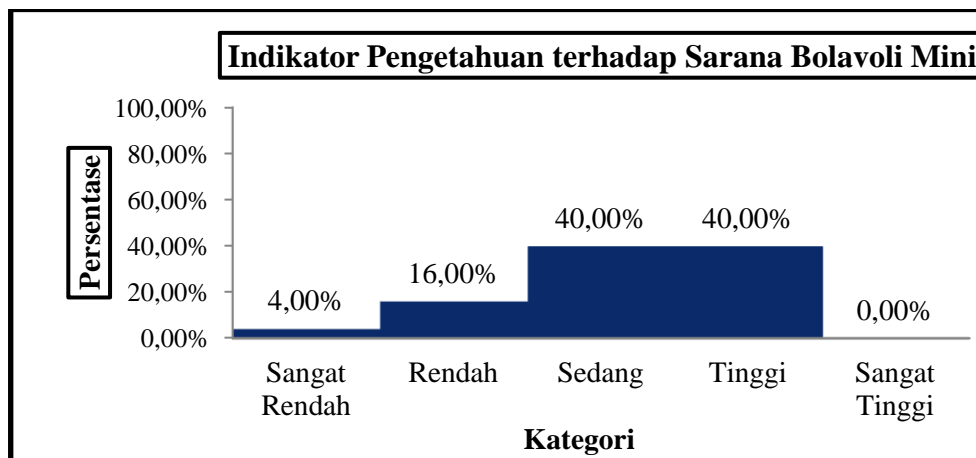 Indikator Pengetahuan terhadap Sarana Bolavoli Mini
Persentase
100,00%
80,00%
60,00%
40,00%
20,00%
0,00%
4,00%
16,00%
40,00%
40,00%
0,00%
Sangat Rendah
Rendah
Sedang
Tinggi
Sangat Tinggi
Kategori